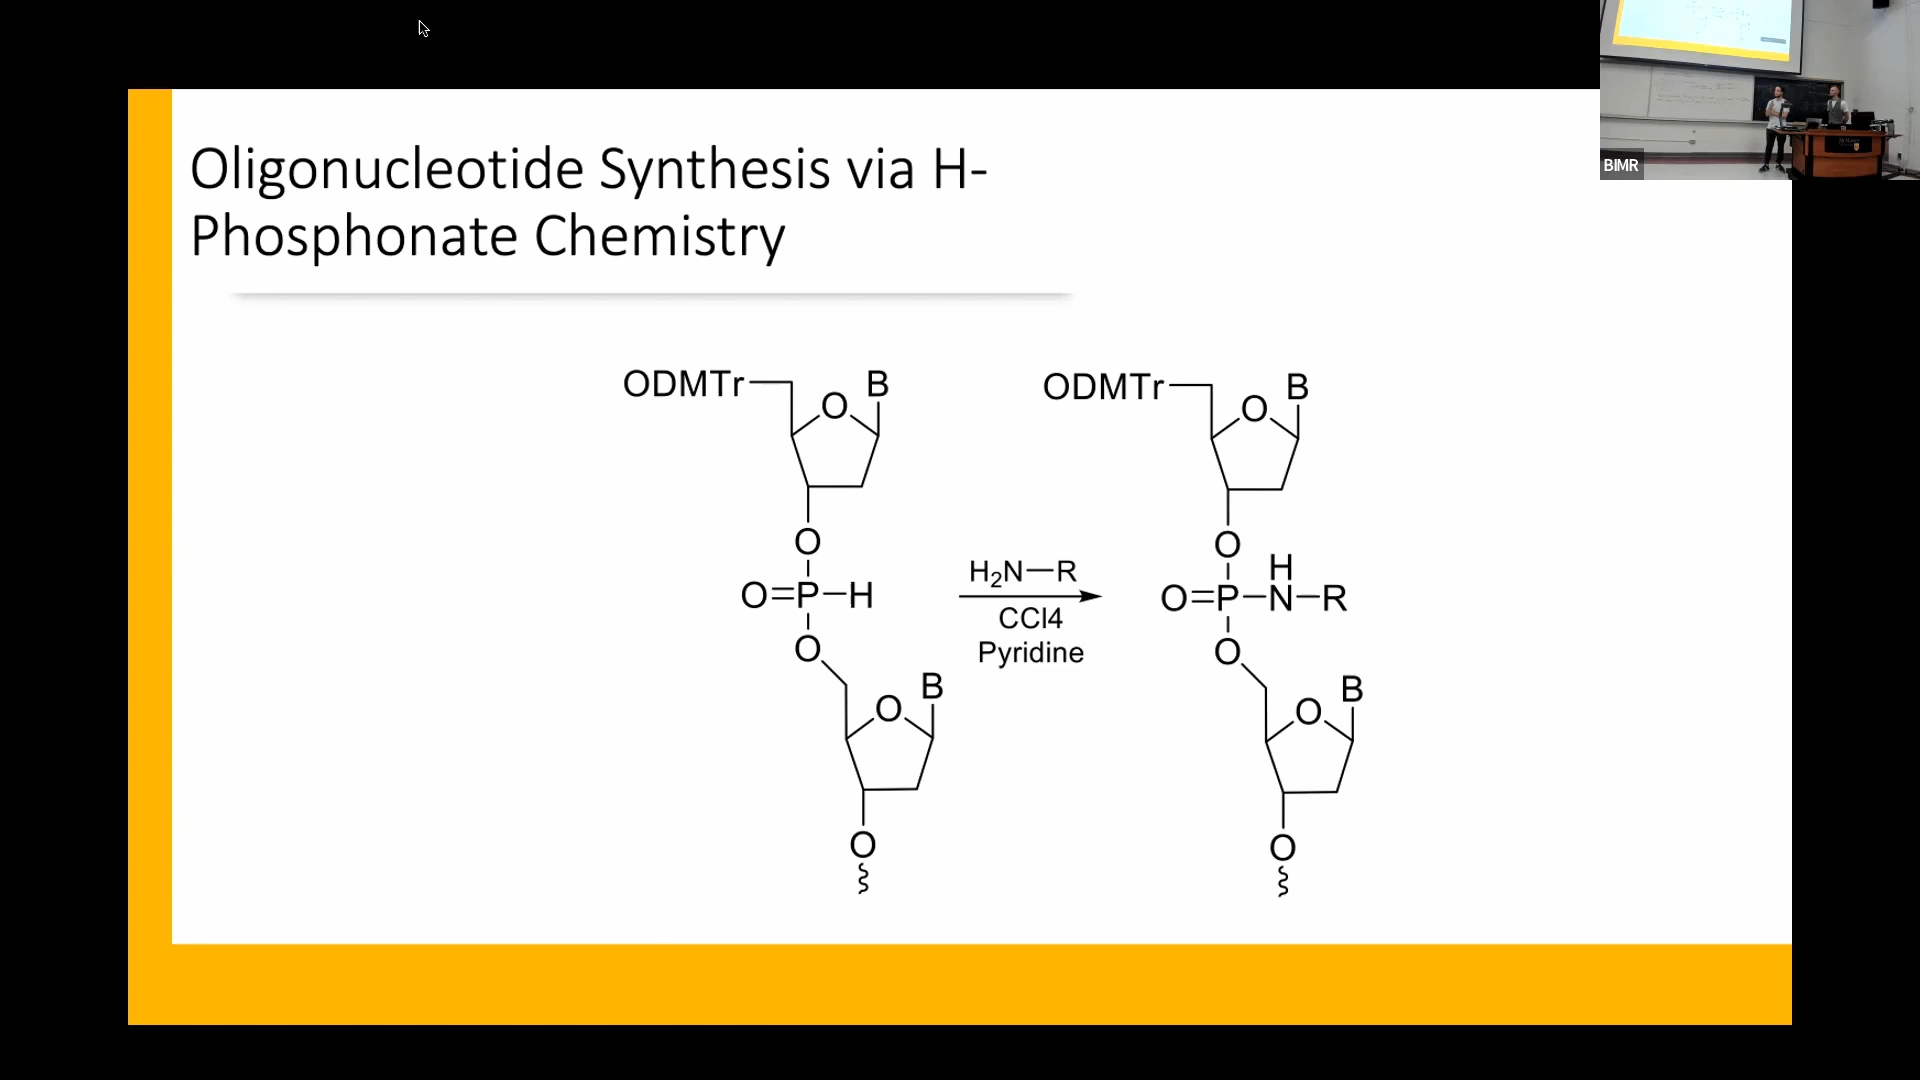 Oligonucleotide Synthesis via H-
Phosphonate Chemistry
BIMR
ODMTr
O
B
O
O=P–H
O
O
B
O
H₂N–R
CCl4
Pyridine
ODMTr
O
B
O
H
O=P–N–R
O
O
B
O